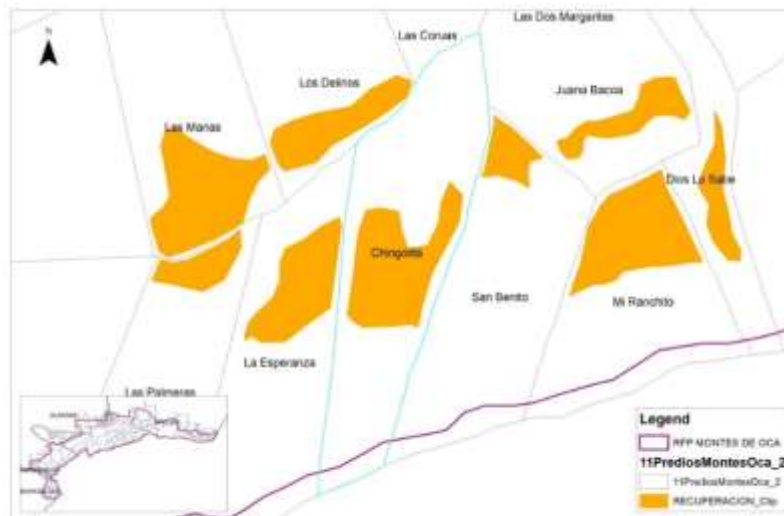 Las Dos Margaritas
Las Coruas
N
Los Delirios
Juana Bacoa
Las Marias
Dios Lo Sabe
Chingolita
San Benito
Mi Ranchito
La Esperanza
Las Palmeras
Legend
RFP MONTES DE OCA
11PrediosMontesOca_2
11PrediosMontesOca_2
RECUPERACION_Clip